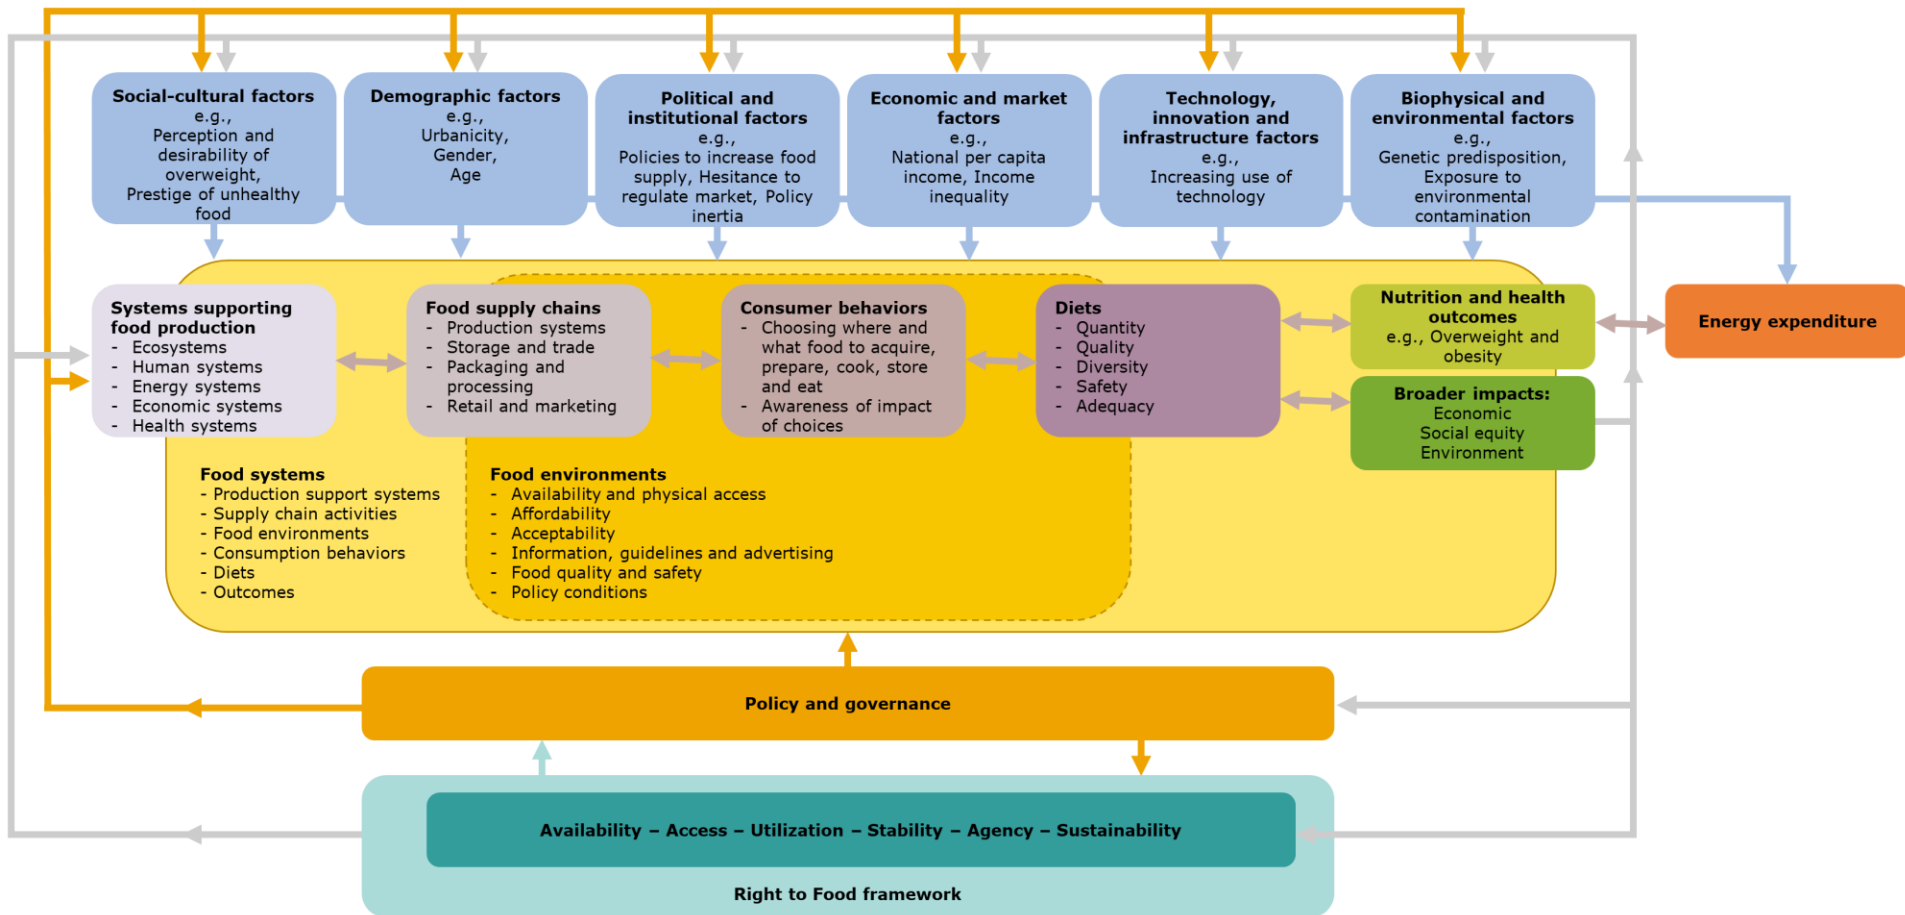 Social-cultural factors
e.g.,
Perception and
desirability of
overweight,
Prestige of unhealthy
food
Demographic factors
e.g.,
Urbanicity,
Gender,
Age
Political and
institutional factors
e.g.,
Policies to increase food
supply, Hesitance to
regulate market, Policy
inertia
Economic and market
factors
e.g.,
National per capita
income, Income
inequality
Technology,
innovation and
infrastructure factors
e.g.,
Increasing use of
technology
Biophysical and
environmental factors
e.g.,
Genetic predisposition,
Exposure to
environmental
contamination
Systems supporting
food production
- Ecosystems
- Human systems
- Energy systems
- Economic systems
- Health systems
Food supply chains
- Production systems
- Storage and trade
- Packaging and
processing
- Retail and marketing
Consumer behaviors
- Choosing where and
what food to acquire,
prepare, cook, store
and eat
- Awareness of impact
of choices
Diets
- Quantity
- Quality
- Diversity
- Safety
- Adequacy
Nutrition and health
outcomes
e.g., Overweight and
obesity
Energy expenditure
Broader impacts:
Economic
Social equity
Environment
Food systems
- Production support systems
- Supply chain activities
- Food environments
- Consumption behaviors
- Diets
- Outcomes
Food environments
- Availability and physical access
- Affordability
- Acceptability
- Information, guidelines and advertising
- Food quality and safety
- Policy conditions
Policy and governance
Availability – Access – Utilization – Stability – Agency – Sustainability
Right to Food framework